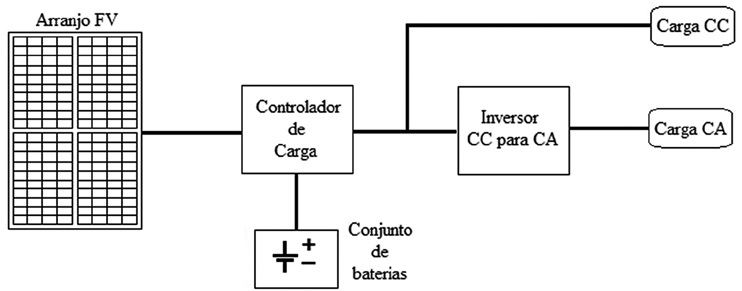 Arranjo FV
Carga CC
Controlador
de
Carga
Inversor
CC para CA
Carga CA
+
−
Conjunto
de
baterias